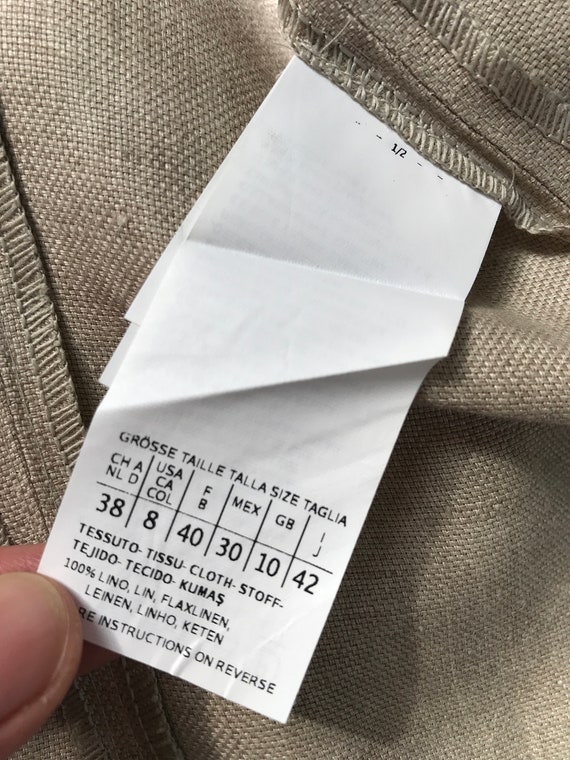 - - 1/2 - -
GRÖSSE TAILLE TALLA SIZE TAGLIA
CH A NL D | USA CA COL | F B | MEX | GB | I J
38 | 8 | 40 | 30 | 10 | 42
TESSUTO- TISSU- CLOTH- STOFF-
TEJIDO- TECIDO- KUMAŞ
100% LINO, LIN, FLAXLINEN,
LEINEN, LINHO, KETEN
RE INSTRUCTIONS ON REVERSE